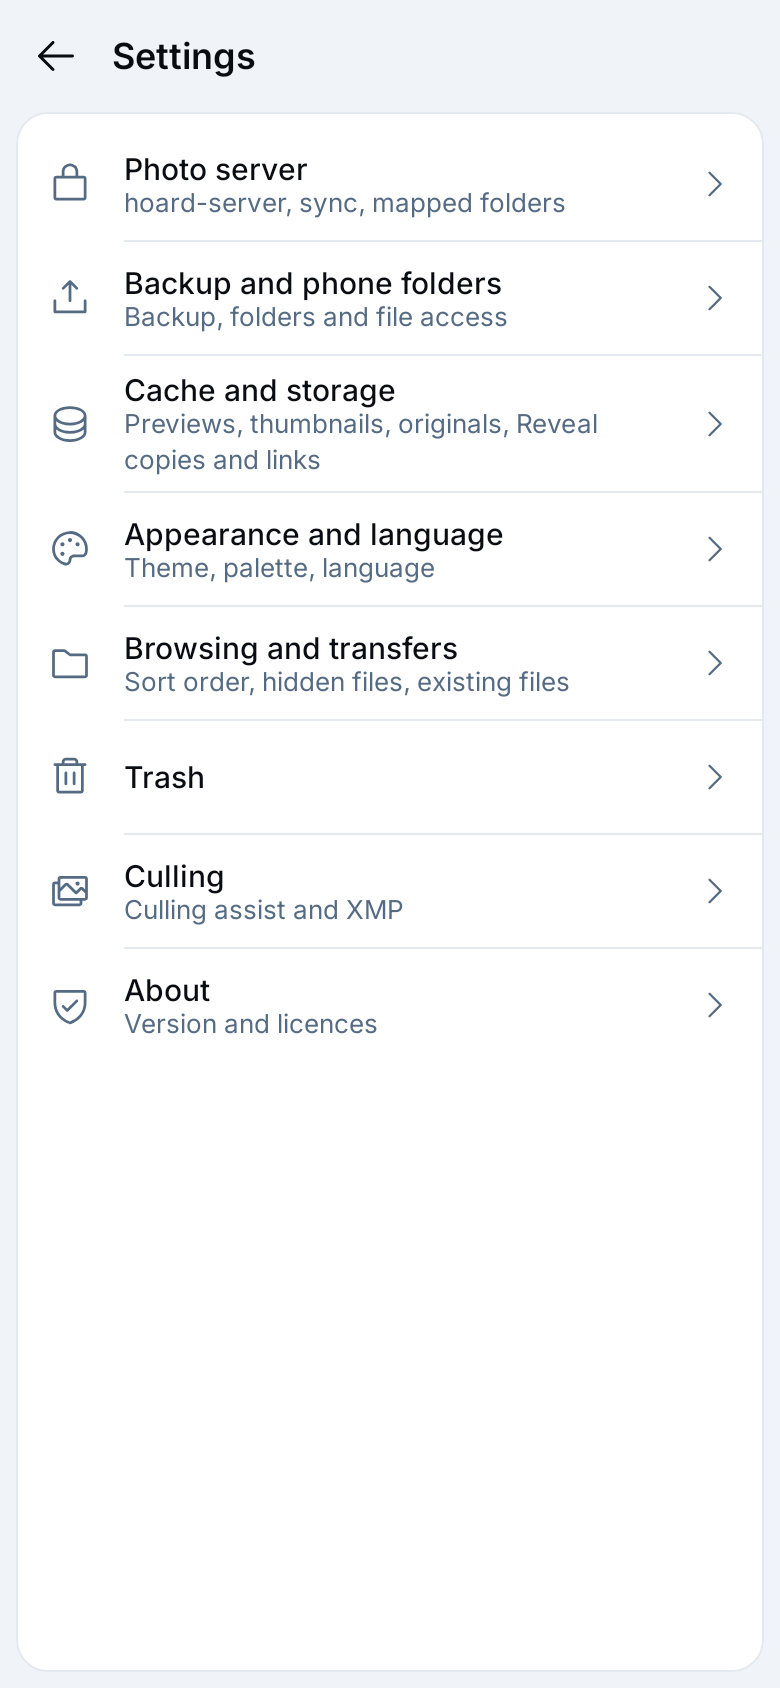 Settings
Photo server
hoard-server, sync, mapped folders
Backup and phone folders
Backup, folders and file access
Cache and storage
Previews, thumbnails, originals, Reveal
copies and links
Appearance and language
Theme, palette, language
Browsing and transfers
Sort order, hidden files, existing files
Trash
Culling
Culling assist and XMP
About
Version and licences